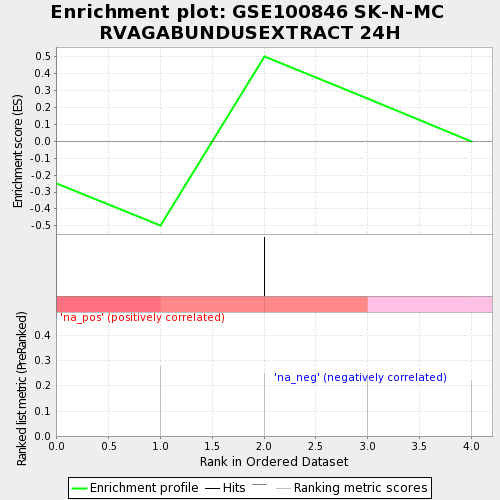 Enrichment plot: GSE100846 SK-N-MC
RVAGABUNDUSEXTRACT 24H
Enrichment score (ES)
0.5
0.4
0.3
0.2
0.1
0.0
-0.1
-0.2
-0.3
-0.4
-0.5
'na_pos' (positively correlated)
'na_neg' (negatively correlated)
Ranked list metric (PreRanked)
0.4
0.3
0.2
0.1
0.0
0.0 0.5 1.0 1.5 2.0 2.5 3.0 3.5 4.0
Rank in Ordered Dataset
Enrichment profile Hits Ranking metric scores